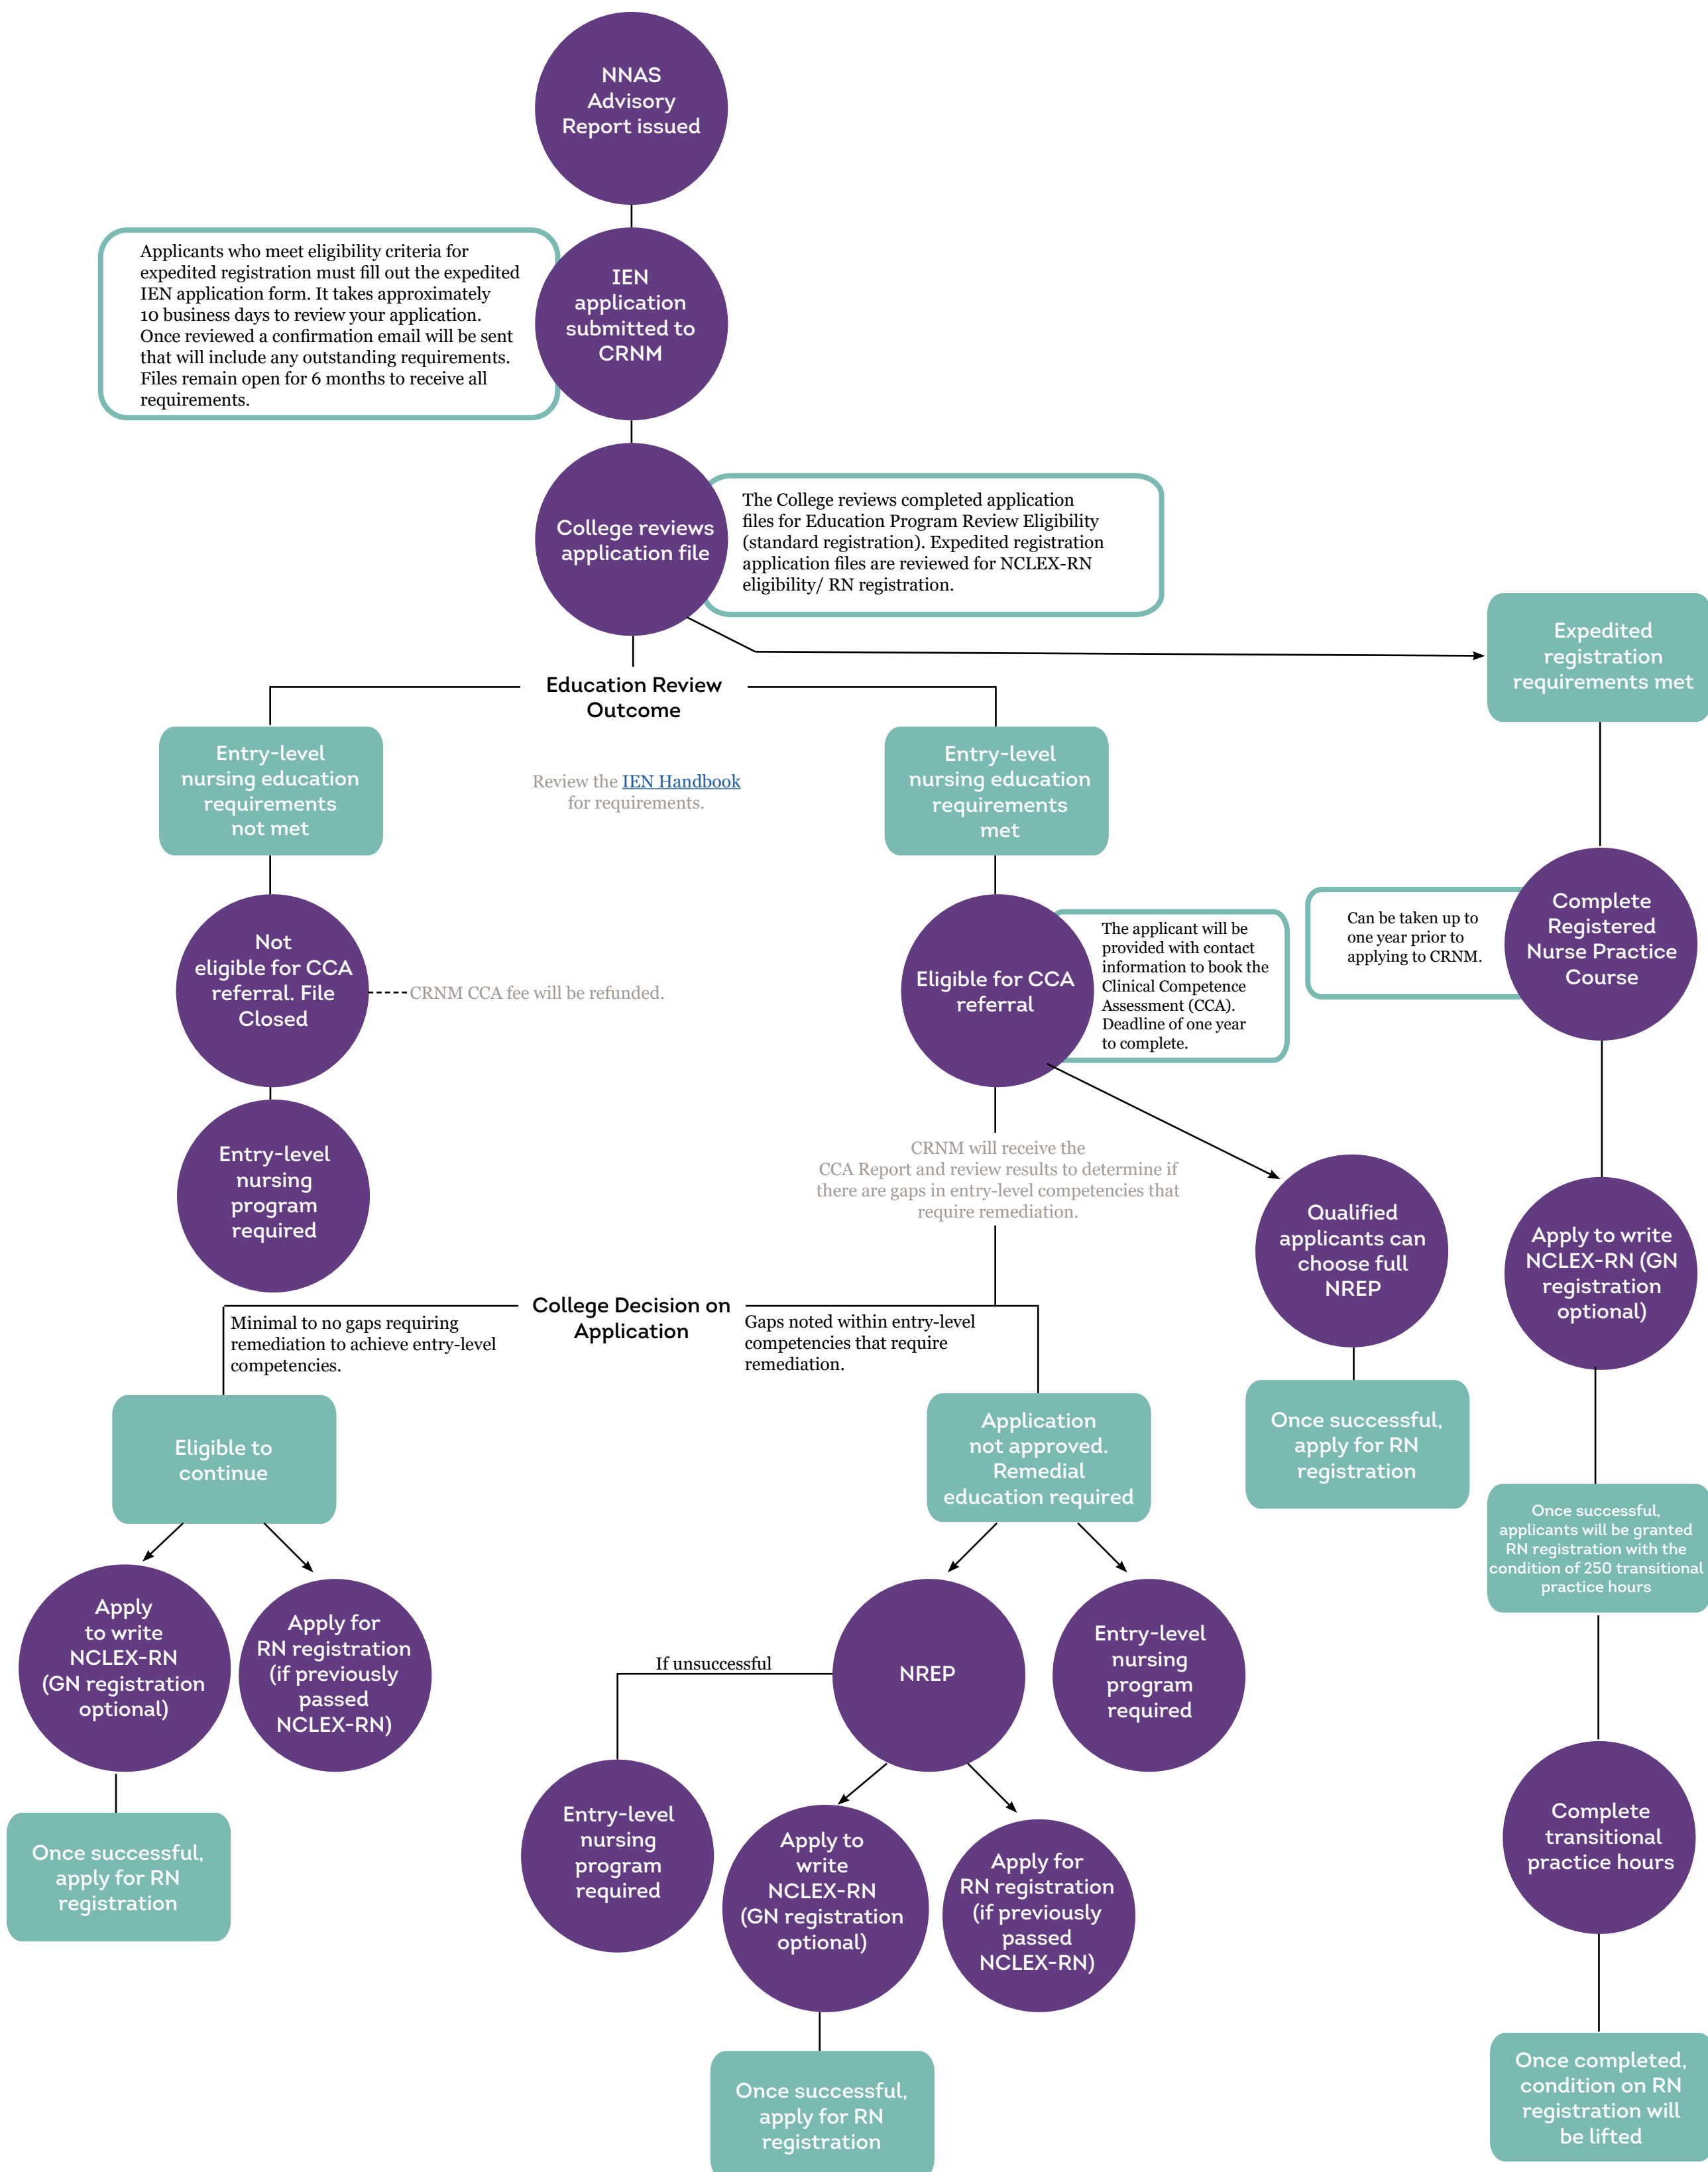 NNAS
Advisory
Report issued
Applicants who meet eligibility criteria for
expedited registration must fill out the expedited
IEN application form. It takes approximately
10 business days to review your application.
Once reviewed a confirmation email will be sent
that will include any outstanding requirements.
Files remain open for 6 months to receive all
requirements.
IEN
application
submitted to
CRNM
College reviews
application file
The College reviews completed application
files for Education Program Review Eligibility
(standard registration). Expedited registration
application files are reviewed for NCLEX-RN
eligibility/ RN registration.
Expedited
registration
requirements met
Education Review
Outcome
Entry-level
nursing education
requirements
not met
Review the IEN Handbook
for requirements.
Entry-level
nursing education
requirements
met
Not
eligible for CCA
referral. File
Closed
CRNM CCA fee will be refunded.
Eligible for CCA
referral
The applicant will be
provided with contact
information to book the
Clinical Competence
Assessment (CCA).
Deadline of one year
to complete.
Can be taken up to
one year prior to
applying to CRNM.
Complete
Registered
Nurse Practice
Course
Entry-level
nursing
program
required
CRNM will receive the
CCA Report and review results to determine if
there are gaps in entry-level competencies that
require remediation.
Qualified
applicants can
choose full
NREP
Apply to write
NCLEX-RN (GN
registration
optional)
College Decision on
Application
Minimal to no gaps requiring
remediation to achieve entry-level
competencies.
Gaps noted within entry-level
competencies that require
remediation.
Eligible to
continue
Application
not approved.
Remedial
education required
Once successful,
apply for RN
registration
Once successful,
applicants will be granted
RN registration with the
condition of 250 transitional
practice hours
Apply
to write
NCLEX-RN
(GN registration
optional)
Apply for
RN registration
(if previously
passed
NCLEX-RN)
If unsuccessful
NREP
Entry-level
nursing
program
required
Once successful,
apply for RN
registration
Entry-level
nursing
program
required
Apply to
write
NCLEX-RN
(GN registration
optional)
Apply for
RN registration
(if previously
passed
NCLEX-RN)
Complete
transitional
practice hours
Once successful,
apply for RN
registration
Once completed,
condition on RN
registration will
be lifted